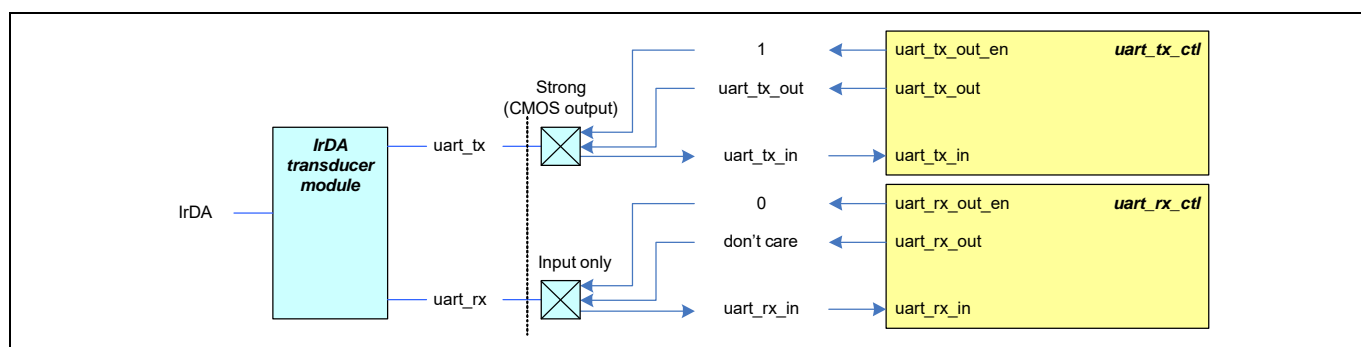 1
uart_tx_out_en
uart_tx_ctl
Strong
(CMOS output)
uart_tx_out
uart_tx_out
IrDA
transducer
module
uart_tx
uart_tx_in
uart_tx_in
IrDA
0
uart_rx_out_en
uart_rx_ctl
don't care
uart_rx_out
Input only
uart_rx
uart_rx_in
uart_rx_in